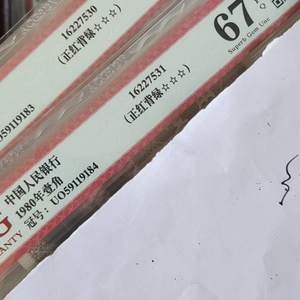 59119183
16227530
(正红背绿☆☆☆)
67
Q
Superb Gem Unc
G
ANTY
中国人民银行
1980年壹角
冠号: UO59119184
16227531
(正红背绿☆☆☆)